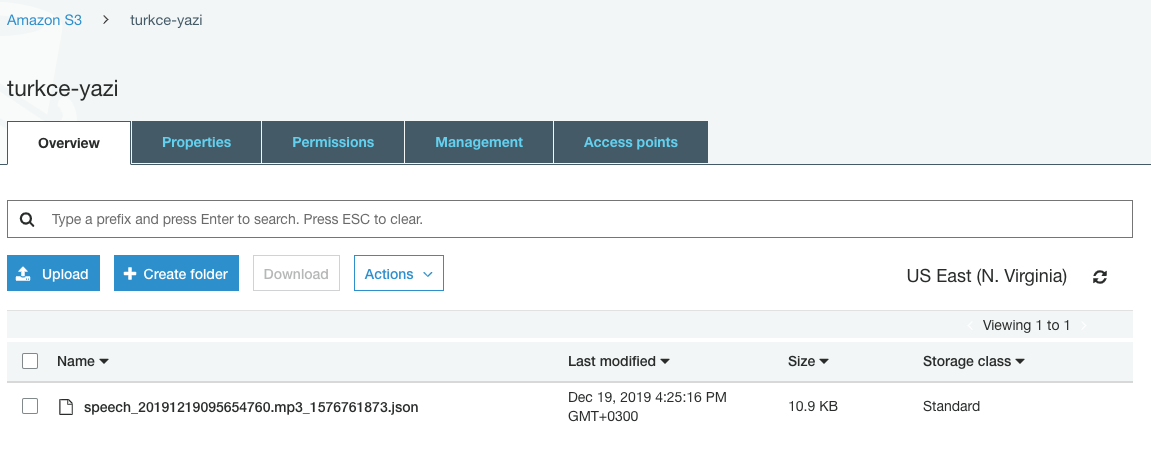 Amazon S3 > turkce-yazi
turkce-yazi
Overview Properties Permissions Management Access points
Type a prefix and press Enter to search. Press ESC to clear.
Upload + Create folder Download Actions
US East (N. Virginia)
Viewing 1 to 1
Name Last modified Size Storage class
speech_20191219095654760.mp3_1576761873.json Dec 19, 2019 4:25:16 PM 10.9 KB Standard
GMT+0300